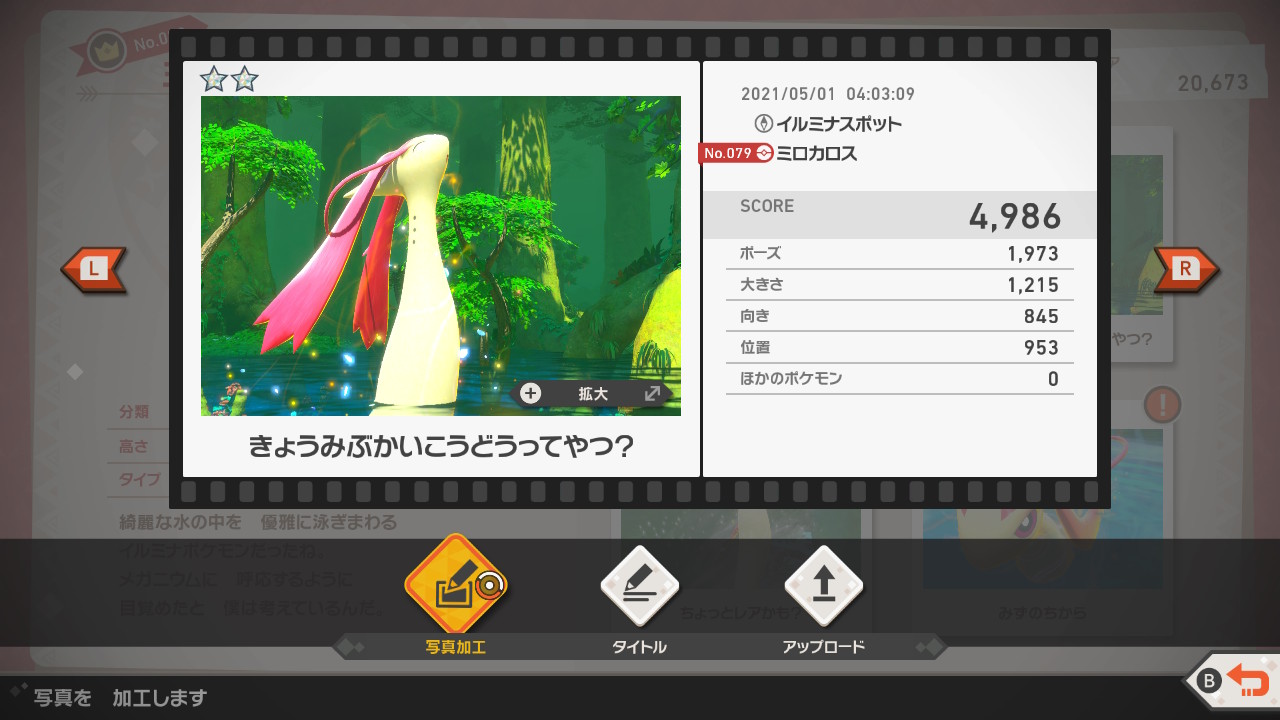 No.0
20,673
2021/05/01 04:03:09
イルミナスポット
No.079 ミロカロス
SCORE 4,986
ポーズ 1,973
大きさ 1,215
向き 845
位置 953
ほかのポケモン 0
拡大
きょうみぶかいこうどうってやつ?
L
R
やつ?
分類
高さ
タイプ
綺麗な水の中を 優雅に泳ぎまわる
イルミナポケモンだったね。
メガニウムに 呼応するように
目覚めたと 僕は考えているんだ。
ちょっとレアかも?
みずのちから
写真加工
タイトル
アップロード
写真を 加工します
B